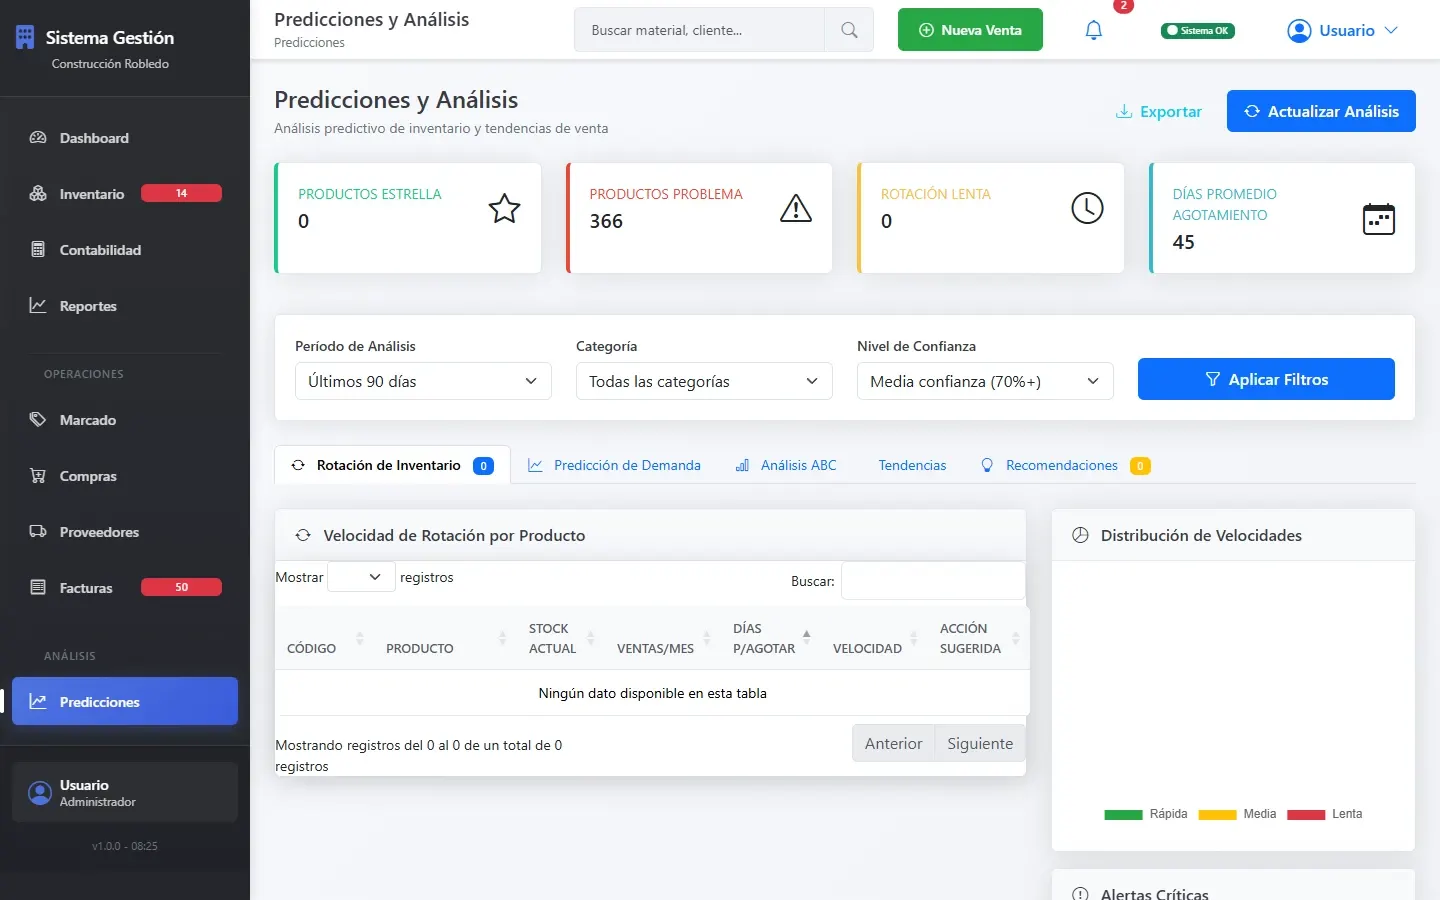 Sistema Gestión
Construcción Robledo
Dashboard
Inventario 14
Contabilidad
Reportes
OPERACIONES
Marcado
Compras
Proveedores
Facturas 50
ANÁLISIS
Predicciones
Usuario
Administrador
v1.0.0 - 08:25
Predicciones y Análisis
Predicciones
Buscar material, cliente...
Nueva Venta
2
Sistema OK
Usuario
Predicciones y Análisis
Análisis predictivo de inventario y tendencias de venta
Exportar
Actualizar Análisis
PRODUCTOS ESTRELLA
0
PRODUCTOS PROBLEMA
366
ROTACIÓN LENTA
0
DÍAS PROMEDIO
AGOTAMIENTO
45
Período de Análisis
Últimos 90 días
Categoría
Todas las categorías
Nivel de Confianza
Media confianza (70%+)
Aplicar Filtros
Rotación de Inventario 0
Predicción de Demanda
Análisis ABC
Tendencias
Recomendaciones 0
Velocidad de Rotación por Producto
Mostrar registros
Buscar:
CÓDIGO
PRODUCTO
STOCK
ACTUAL
VENTAS/MES
DÍAS
P/AGOTAR
VELOCIDAD
ACCIÓN
SUGERIDA
Ningún dato disponible en esta tabla
Mostrando registros del 0 al 0 de un total de 0
registros
Anterior
Siguiente
Distribución de Velocidades
Rápida Media Lenta
Alertas Críticas